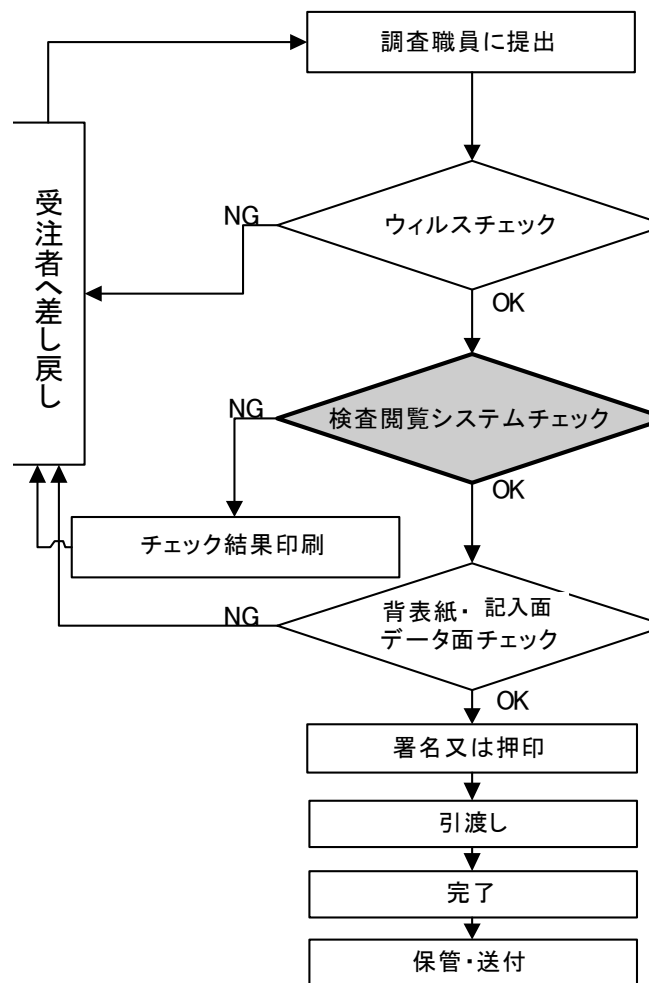 調査職員に提出
受注者へ差し戻し
NG
ウィルスチェック
OK
NG
検査閲覧システムチェック
OK
チェック結果印刷
NG
背表紙・記入面
データ面チェック
OK
署名又は押印
引渡し
完了
保管・送付